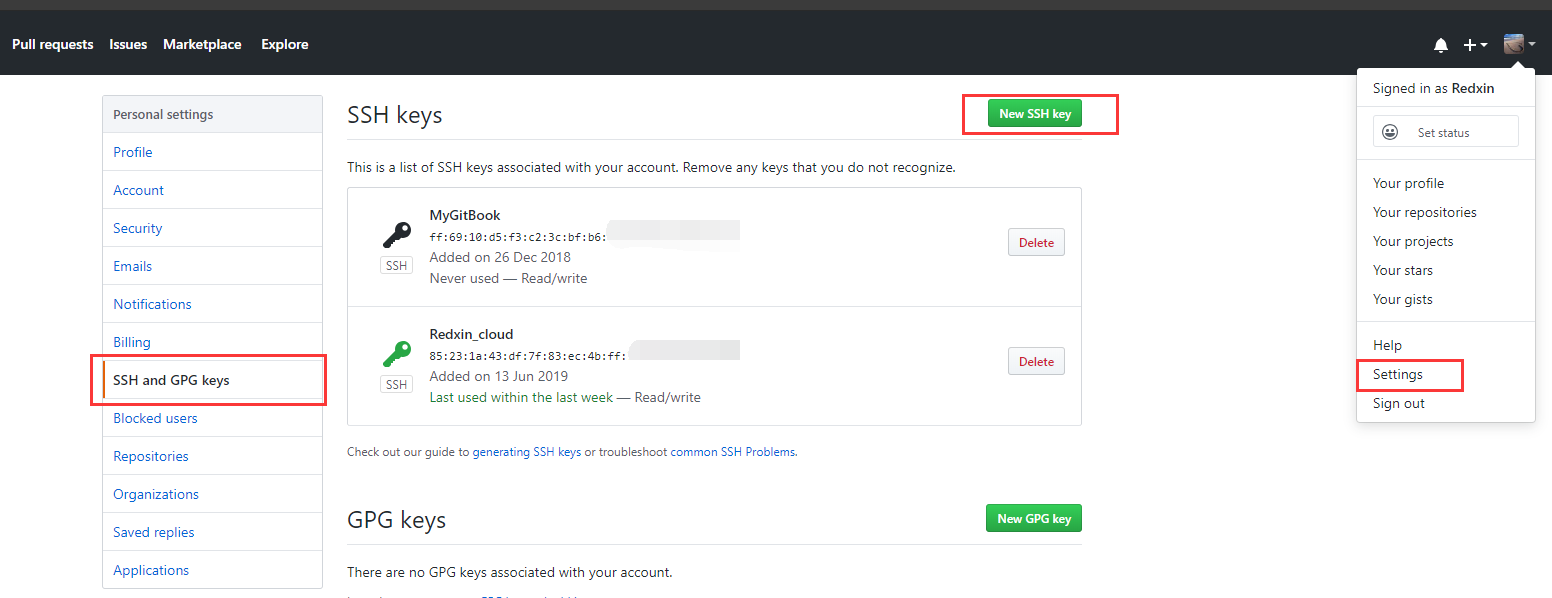 Pull requests Issues Marketplace Explore
Signed in as Redxin
Set status
Your profile
Your repositories
Your projects
Your stars
Your gists
Help
Settings
Sign out
Personal settings
Profile
Account
Security
Emails
Notifications
Billing
SSH and GPG keys
Blocked users
Repositories
Organizations
Saved replies
Applications
SSH keys
New SSH key
This is a list of SSH keys associated with your account. Remove any keys that you do not recognize.
MyGitBook
ff:69:10:d5:f3:c2:3c:bf:b6:
Added on 26 Dec 2018
Never used — Read/write
SSH
Delete
Redxin_cloud
85:23:1a:43:df:7f:83:ec:4b:ff:
Added on 13 Jun 2019
Last used within the last week — Read/write
SSH
Delete
Check out our guide to generating SSH keys or troubleshoot common SSH Problems.
GPG keys
New GPG key
There are no GPG keys associated with your account.